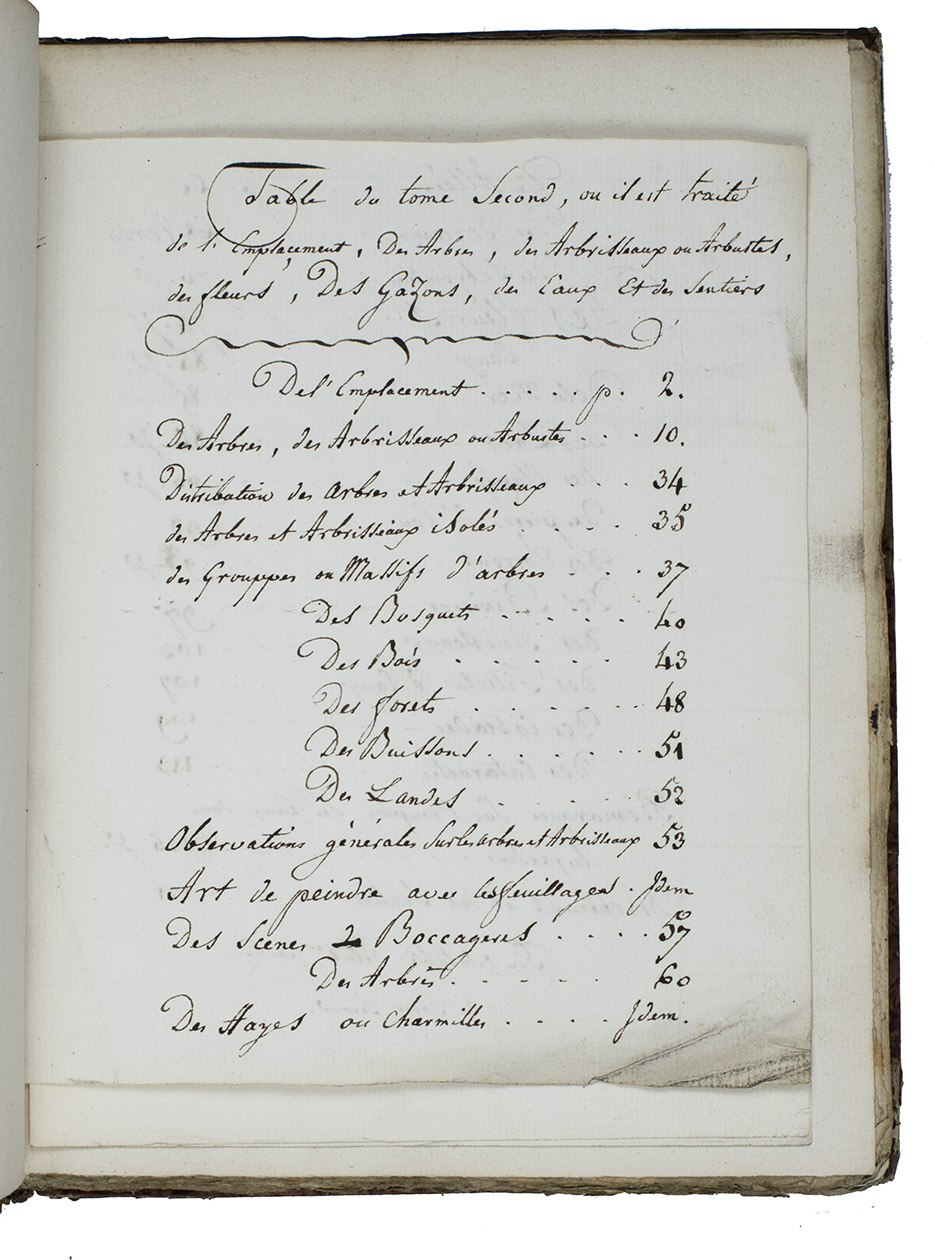 Table du tome Second, ou il est traité
de l'Emplacement, Des Arbres, des Arbrisseaux ou Arbustes,
des fleurs, Des GaZons, des Eaux Et des Sentiers
Del'Emplacement . . . . . p. 2.
Des Arbres, des Arbrisseaux ou Arbustes . . . 10.
Distribution des arbres et Arbrisseaux . . . 34
des Arbres et Arbrisseaux iSolés . . . . 35
des Grouppes ou Massifs d'arbres . . . 37
Des Bosquets . . . . . 40
Des Bois . . . . . . 43
Des forets . . . . . . 48
Des Buissons . . . . . . 51
Des Landes . . . . . 52
Observations générales Sur les arbres et Arbrisseaux 53
Art de peindre avec les feuillages . Jdem
Des Scenes Boccageres . . . . 57
Des Arbres . . . . . 60
Des Hayes ou Charmilles . . . . Jdem.